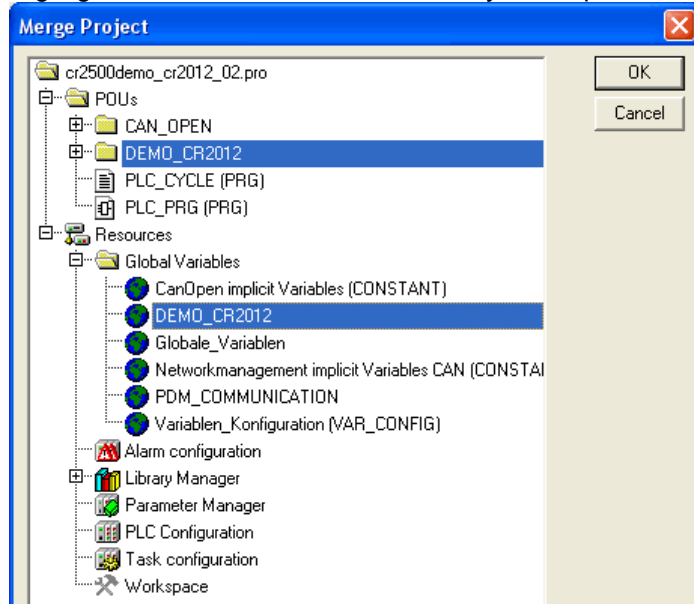 Merge Project
cr2500demo_cr2012_02.pro
OK
POUs
Cancel
CAN_OPEN
DEMO_CR2012
PLC_CYCLE (PRG)
PLC_PRG (PRG)
Resources
Global Variables
CanOpen implicit Variables (CONSTANT)
DEMO_CR2012
Globale_Variablen
Networkmanagement implicit Variables CAN (CONSTA
PDM_COMMUNICATION
Variablen_Konfiguration (VAR_CONFIG)
Alarm configuration
Library Manager
Parameter Manager
PLC Configuration
Task configuration
Workspace